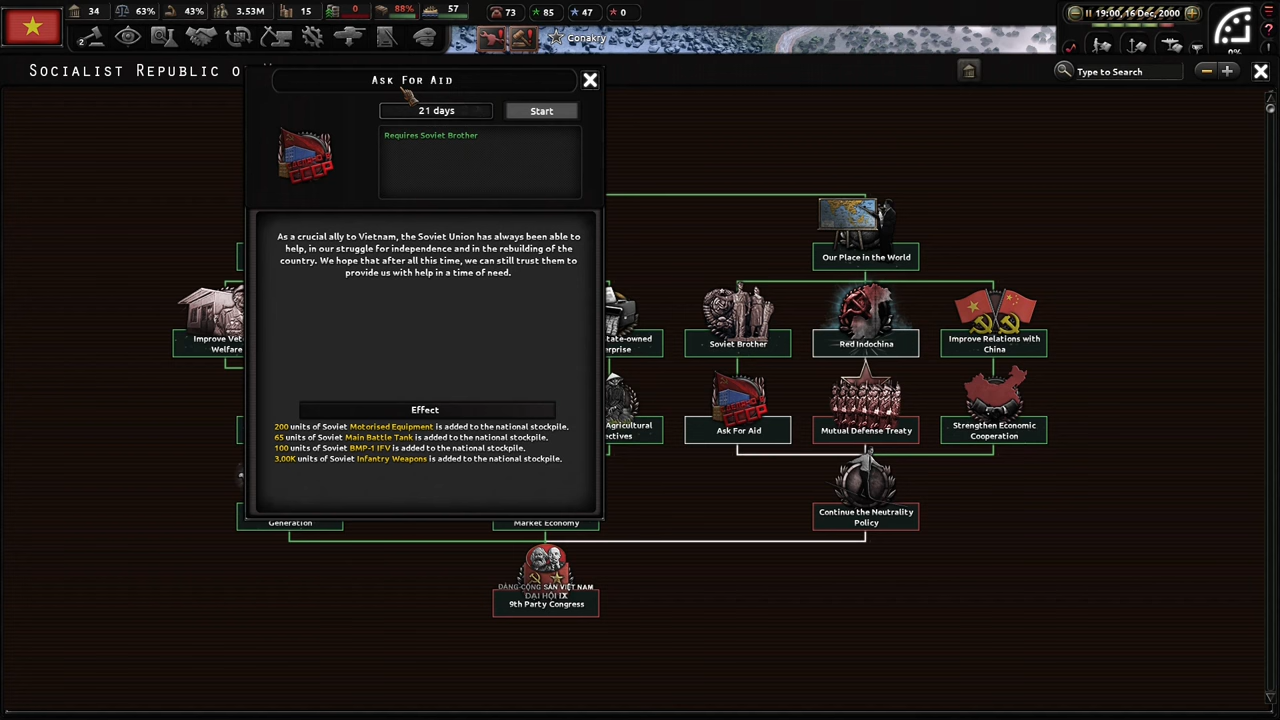 34
63%
43%
3.53M
15
0
88%
57
73
85
47
0
19:00, 16 Dec, 2000
2
Gonakry
0%
SOCIALIST REPUBLIC O
Type to Search
ASK FOR AID
21 days
Start
Requires Soviet Brother
СССР
As a crucial ally to Vietnam, the Soviet Union has always been able to
help, in our struggle for independence and in the rebuilding of the
country. We hope that after all this time, we can still trust them to
provide us with help in a time of need.
Effect
200 units of Soviet Motorised Equipment is added to the national stockpile.
65 units of Soviet Main Battle Tank is added to the national stockpile.
100 units of Soviet BMP-1 IFV is added to the national stockpile.
3,00K units of Soviet Infantry Weapons is added to the national stockpile.
Our Place in the World
Improve Vet
Welfare
tate-owned
erprise
Soviet Brother
Red Indochina
Improve Relations with
China
Agricultural
ectives
СССР
Ask For Aid
Mutual Defense Treaty
Strengthen Economic
Cooperation
Generation
Market Economy
Continue the Neutrality
Policy
ĐẢNG CỘNG SẢN VIỆT NAM
ĐẠI HỘI IX
9th Party Congress